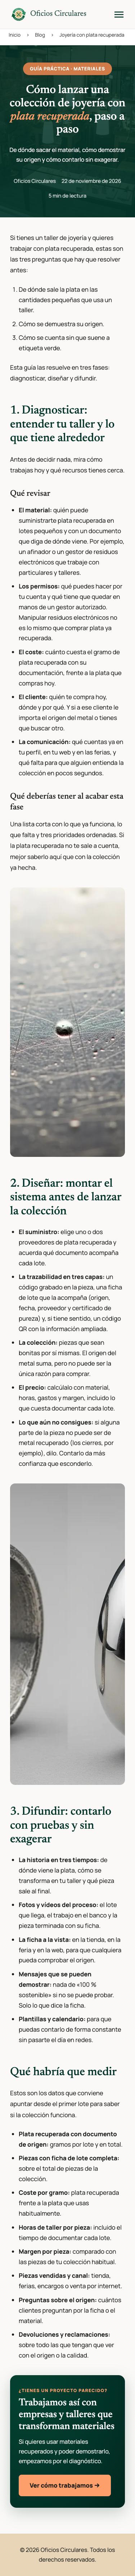 Oficios Circulares
Inicio › Blog › Joyería con plata recuperada
GUÍA PRÁCTICA · MATERIALES
Cómo lanzar una
colección de joyería con
plata recuperada, paso a
paso
De dónde sacar el material, cómo demostrar
su origen y cómo contarlo sin exagerar.
Oficios Circulares 22 de noviembre de 2026
5 min de lectura
Si tienes un taller de joyería y quieres
trabajar con plata recuperada, estas son
las tres preguntas que hay que resolver
antes:
1. De dónde sale la plata en las
cantidades pequeñas que usa un
taller.
2. Cómo se demuestra su origen.
3. Cómo se cuenta sin que suene a
etiqueta verde.
Esta guía las resuelve en tres fases:
diagnosticar, diseñar y difundir.
1. Diagnosticar:
entender tu taller y lo
que tiene alrededor
Antes de decidir nada, mira cómo
trabajas hoy y qué recursos tienes cerca.
Qué revisar
El material: quién puede
suministrarte plata recuperada en
lotes pequeños y con un documento
que diga de dónde viene. Por ejemplo,
un afinador o un gestor de residuos
electrónicos que trabaje con
particulares y talleres.
Los permisos: qué puedes hacer por
tu cuenta y qué tiene que quedar en
manos de un gestor autorizado.
Manipular residuos electrónicos no
es lo mismo que comprar plata ya
recuperada.
El coste: cuánto cuesta el gramo de
plata recuperada con su
documentación, frente a la plata que
compras hoy.
El cliente: quién te compra hoy,
dónde y por qué. Y si a ese cliente le
importa el origen del metal o tienes
que buscar otro.
La comunicación: qué cuentas ya en
tu perfil, en tu web y en las ferias, y
qué falta para que alguien entienda la
colección en pocos segundos.
Qué deberías tener al acabar esta
fase
Una lista corta con lo que ya funciona, lo
que falta y tres prioridades ordenadas. Si
la plata recuperada no te sale a cuenta,
mejor saberlo aquí que con la colección
ya hecha.
2. Diseñar: montar el
sistema antes de lanzar
la colección
El suministro: elige uno o dos
proveedores de plata recuperada y
acuerda qué documento acompaña
cada lote.
La trazabilidad en tres capas: un
código grabado en la pieza, una ficha
de lote que la acompaña (origen,
fecha, proveedor y certificado de
pureza) y, si tiene sentido, un código
QR con la información ampliada.
La colección: piezas que sean
bonitas por sí mismas. El origen del
metal suma, pero no puede ser la
única razón para comprar.
El precio: calcúlalo con material,
horas, gastos y margen, incluido lo
que cuesta documentar cada lote.
Lo que aún no consigues: si alguna
parte de la pieza no puede ser de
metal recuperado (los cierres, por
ejemplo), dilo. Contarlo da más
confianza que esconderlo.
3. Difundir: contarlo
con pruebas y sin
exagerar
La historia en tres tiempos: de
dónde viene la plata, cómo se
transforma en tu taller y qué pieza
sale al final.
Fotos y vídeos del proceso: el lote
que llega, el trabajo en el banco y la
pieza terminada con su ficha.
La ficha a la vista: en la tienda, en la
feria y en la web, para que cualquiera
pueda comprobar el origen.
Mensajes que se pueden
demostrar: nada de «100 %
sostenible» si no se puede probar.
Solo lo que dice la ficha.
Plantillas y calendario: para que
puedas contarlo de forma constante
sin pasarte el día en redes.
Qué habría que medir
Estos son los datos que conviene
apuntar desde el primer lote para saber
si la colección funciona.
Plata recuperada con documento
de origen: gramos por lote y en total.
Piezas con ficha de lote completa:
sobre el total de piezas de la
colección.
Coste por gramo: plata recuperada
frente a la plata que usas
habitualmente.
Horas de taller por pieza: incluido el
tiempo de documentar cada lote.
Margen por pieza: comparado con
las piezas de tu colección habitual.
Piezas vendidas y canal: tienda,
ferias, encargos o venta por internet.
Preguntas sobre el origen: cuántos
clientes preguntan por la ficha o el
material.
Devoluciones y reclamaciones:
sobre todo las que tengan que ver
con el origen o la calidad.
¿TIENES UN PROYECTO PARECIDO?
Trabajamos así con
empresas y talleres que
transforman materiales
Si quieres usar materiales
recuperados y poder demostrarlo,
empezamos por el diagnóstico.
Ver cómo trabajamos →
© 2026 Oficios Circulares. Todos los
derechos reservados.